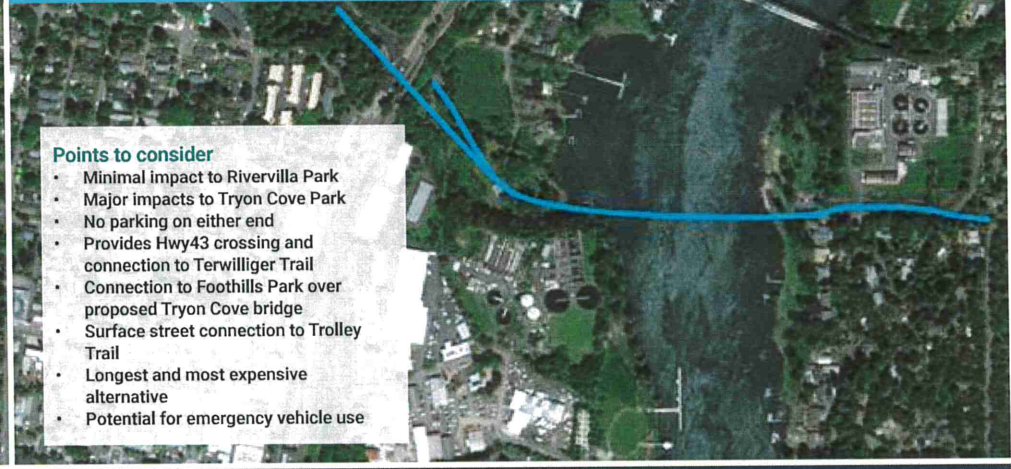 Points to consider
• Minimal impact to Rivervilla Park
• Major impacts to Tryon Cove Park
• No parking on either end
• Provides Hwy43 crossing and
connection to Terwilliger Trail
• Connection to Foothills Park over
proposed Tryon Cove bridge
• Surface street connection to Trolley
Trail
• Longest and most expensive
alternative
• Potential for emergency vehicle use